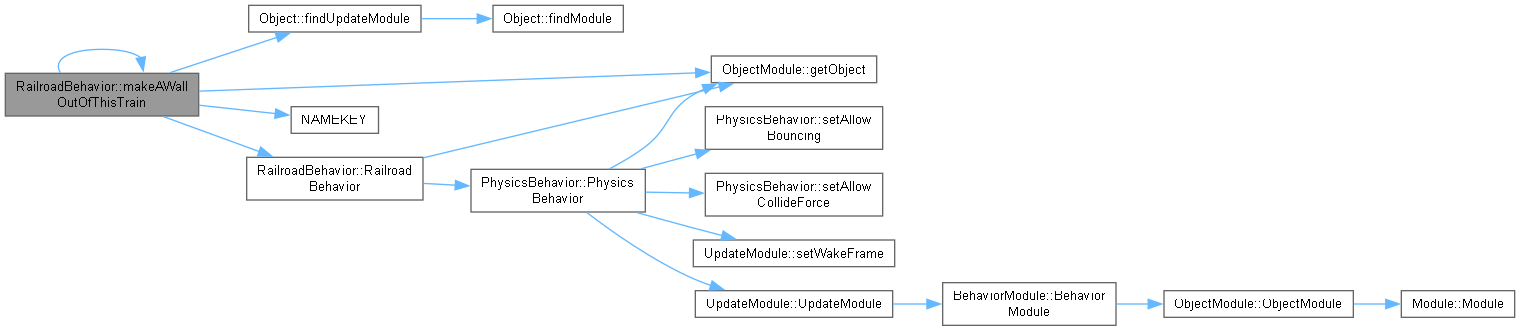 Object::findUpdateModule
Object::findModule
RailroadBehavior::makeAWall
OutOfThisTrain
ObjectModule::getObject
NAMEKEY
PhysicsBehavior::setAllow
Bouncing
RailroadBehavior::Railroad
Behavior
PhysicsBehavior::Physics
Behavior
PhysicsBehavior::setAllow
CollideForce
UpdateModule::setWakeFrame
UpdateModule::UpdateModule
BehaviorModule::Behavior
Module
ObjectModule::ObjectModule
Module::Module